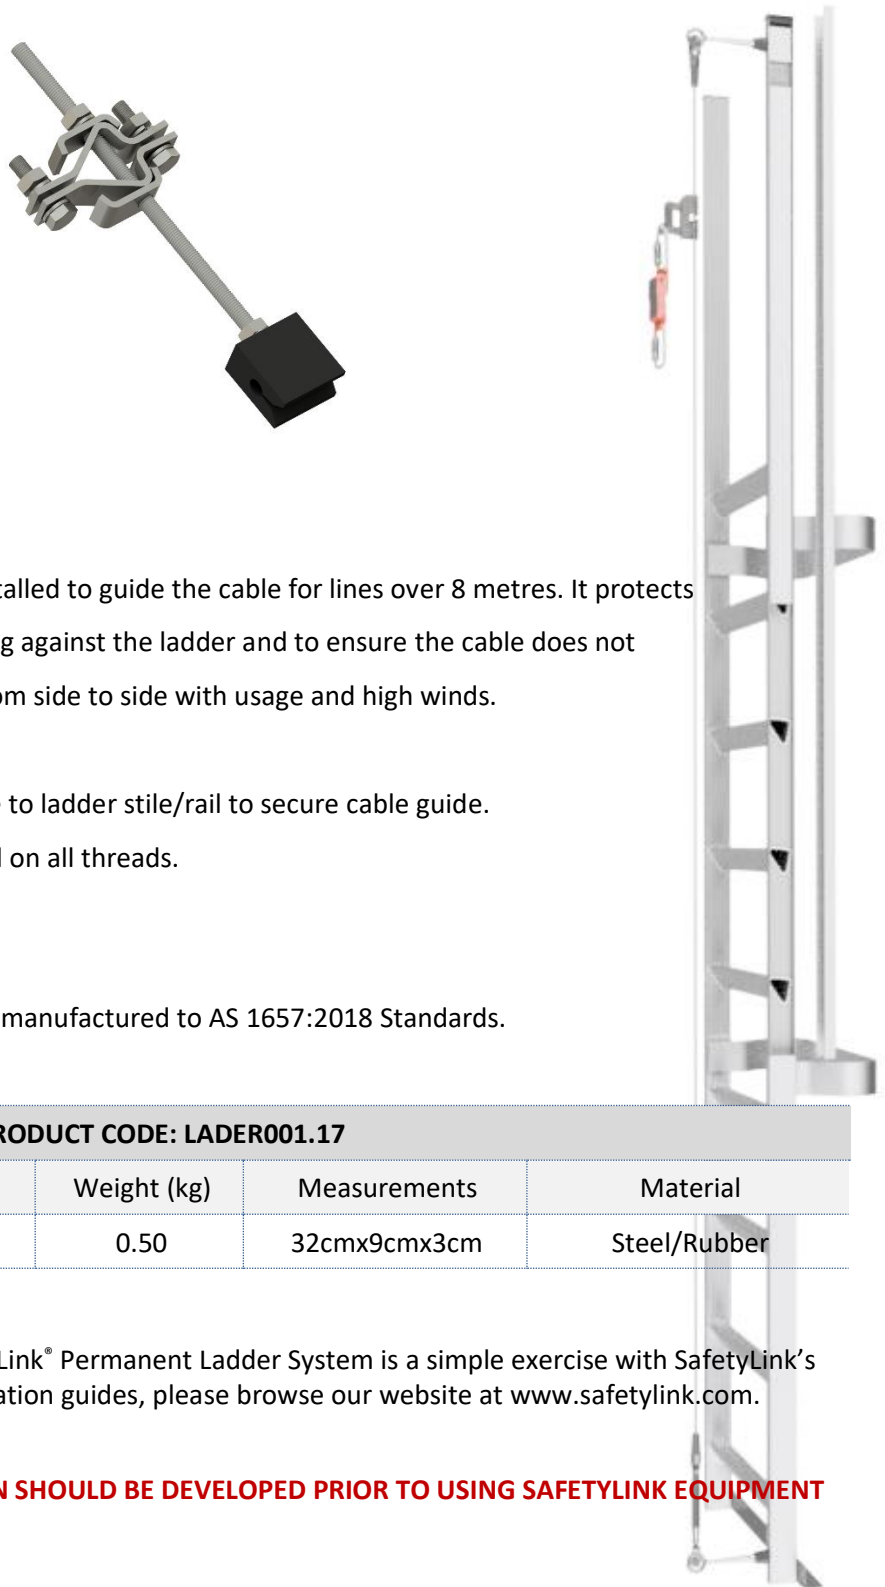 talled to guide the cable for lines over 8 metres. It protects
g against the ladder and to ensure the cable does not
om side to side with usage and high winds.
to ladder stile/rail to secure cable guide.
on all threads.
manufactured to AS 1657:2018 Standards.
RODUCT CODE: LADER001.17
Weight (kg) Measurements Material
0.50 32cmx9cmx3cm Steel/Rubber
Link® Permanent Ladder System is a simple exercise with SafetyLink’s
ation guides, please browse our website at www.safetylink.com.
N SHOULD BE DEVELOPED PRIOR TO USING SAFETYLINK EQUIPMENT